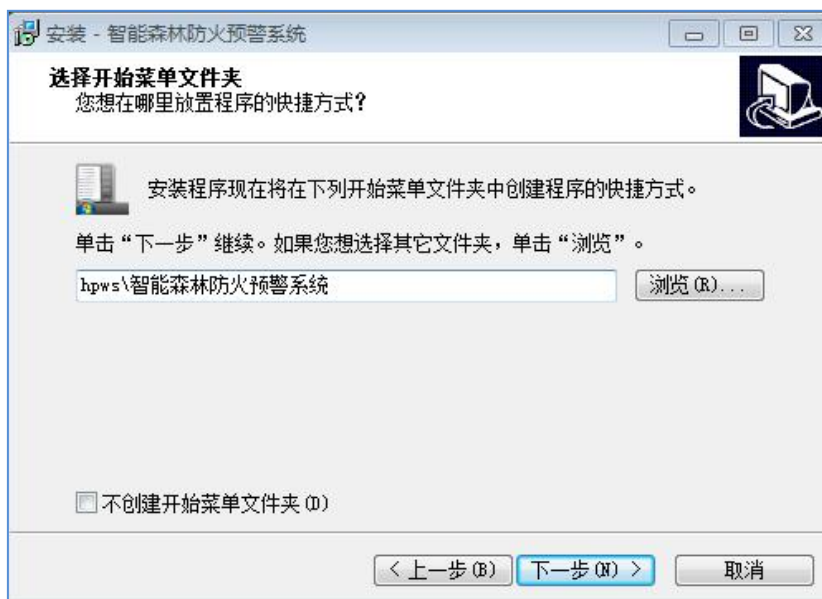 安装 - 智能森林防火预警系统
选择开始菜单文件夹
您想在哪里放置程序的快捷方式?
安装程序现在将在下列开始菜单文件夹中创建程序的快捷方式。
单击“下一步”继续。如果您想选择其它文件夹,单击“浏览”。
hpws\智能森林防火预警系统
浏览(R)...
不创建开始菜单文件夹(D)
< 上一步(B) 下一步(N) > 取消